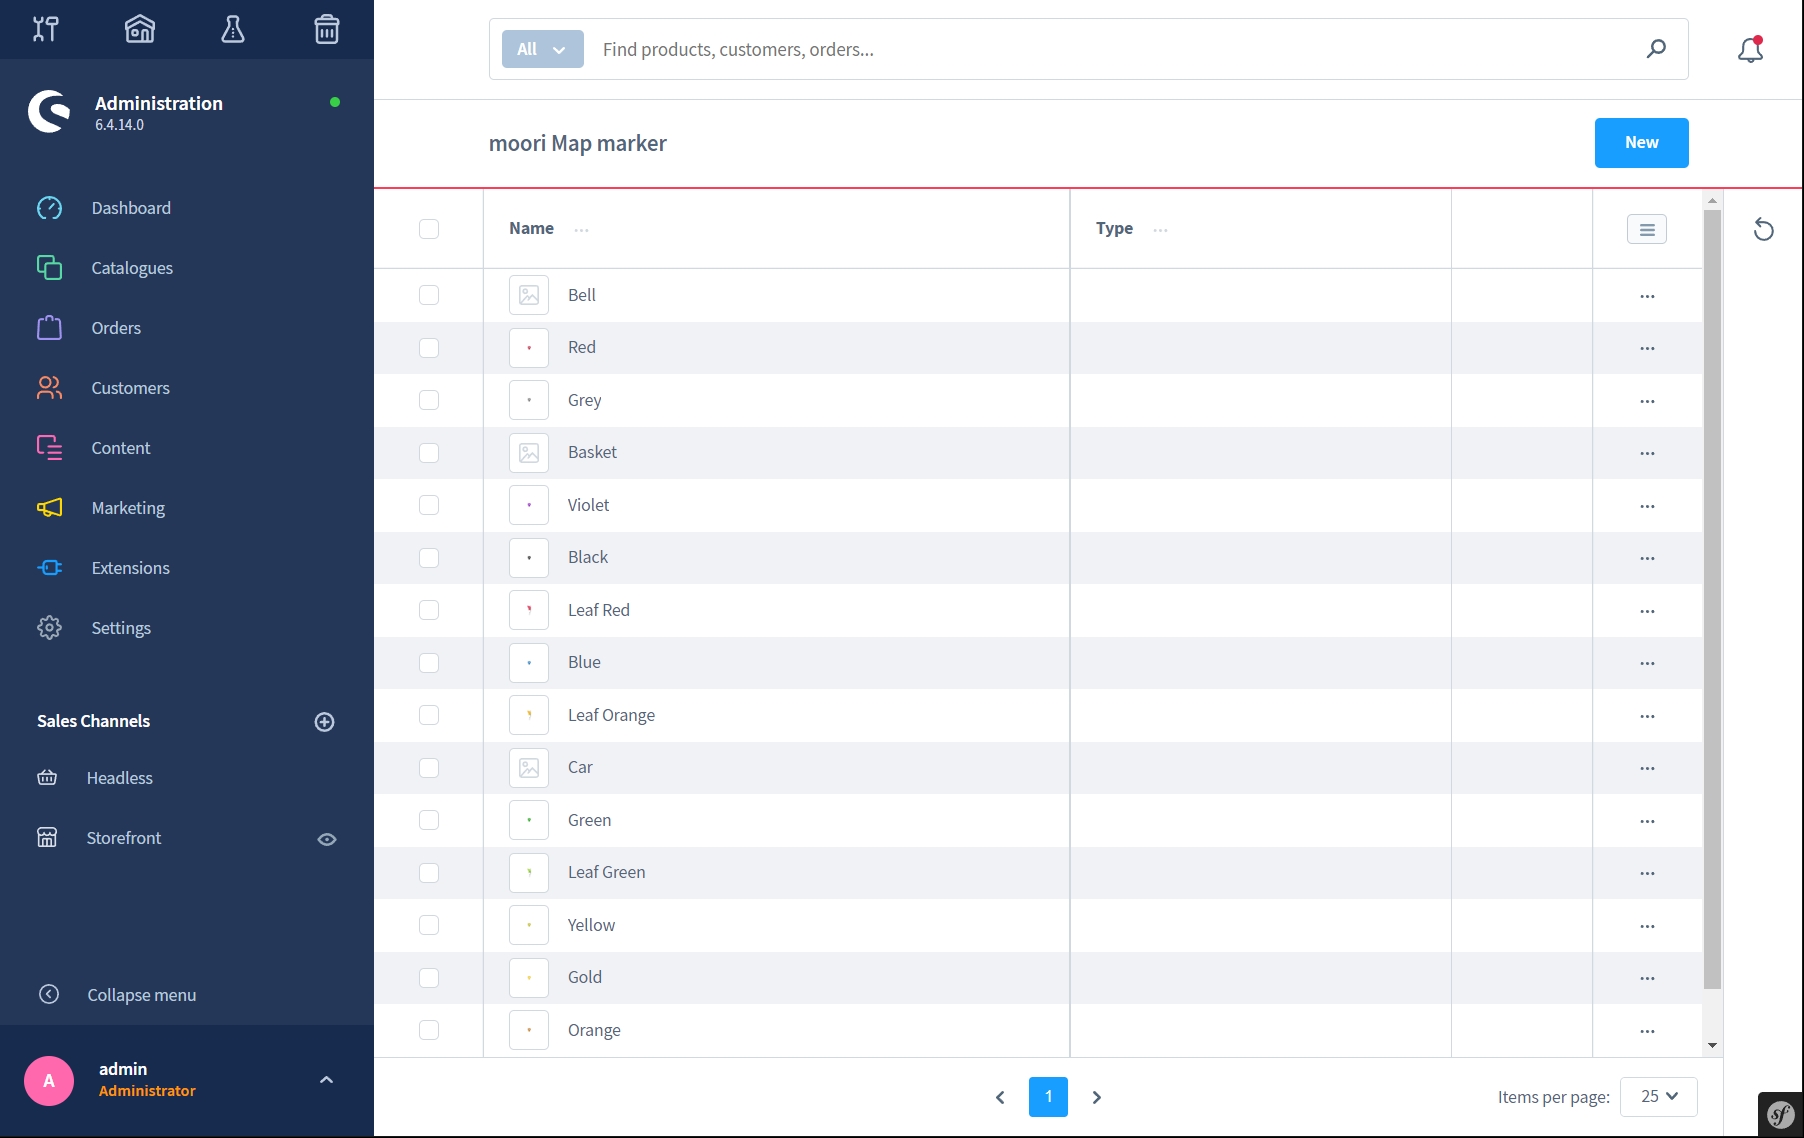 All
Find products, customers, orders...
Administration
6.4.14.0
moori Map marker
New
Dashboard
Catalogues
Orders
Customers
Content
Marketing
Extensions
Settings
Sales Channels
Headless
Storefront
Collapse menu
A
admin
Administrator
Name ...
Type ...
Bell
Red
Grey
Basket
Violet
Black
Leaf Red
Blue
Leaf Orange
Car
Green
Leaf Green
Yellow
Gold
Orange
1
Items per page: 25
sf